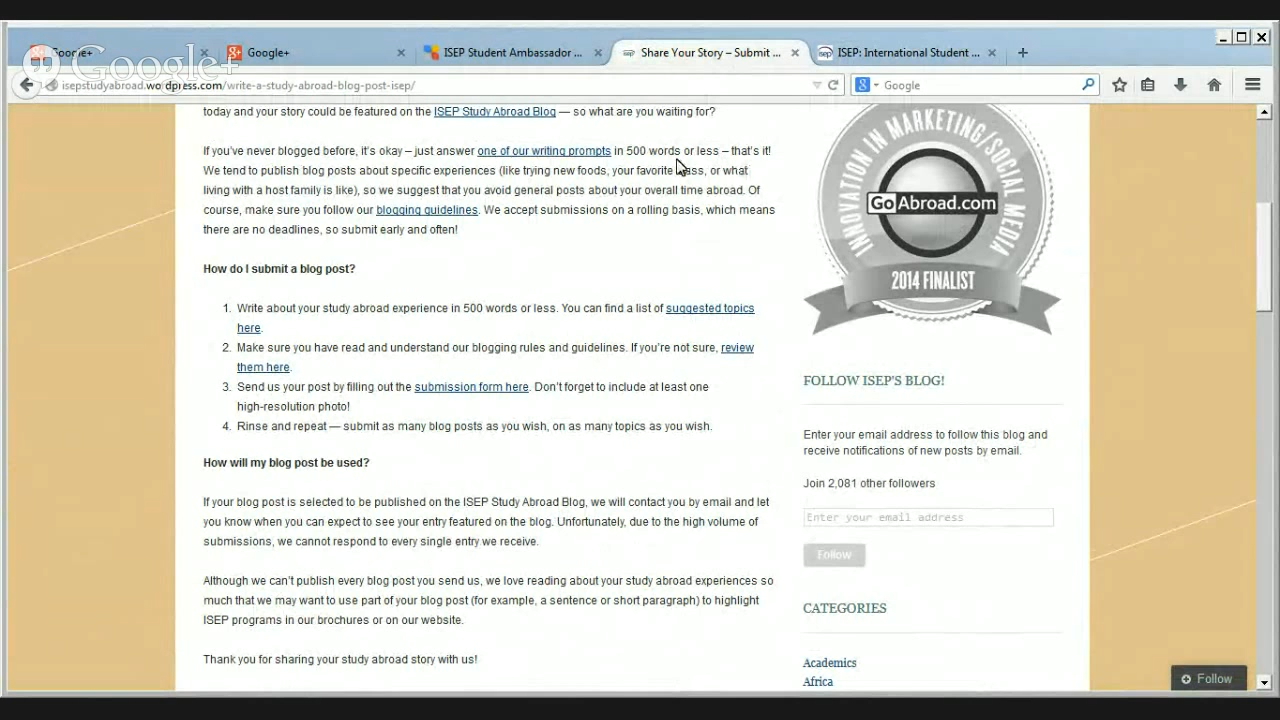 Google+
Google+
Google+
ISEP Student Ambassador ...
Share Your Story – Submit ...
ISEP: International Student ...
isepstudyabroad.wordpress.com/write-a-study-abroad-blog-post-isep/
Google
today and your story could be featured on the ISEP Study Abroad Blog — so what are you waiting for?
If you've never blogged before, it's okay – just answer one of our writing prompts in 500 words or less – that's it!
We tend to publish blog posts about specific experiences (like trying new foods, your favorite class, or what
living with a host family is like), so we suggest that you avoid general posts about your overall time abroad. Of
course, make sure you follow our blogging guidelines. We accept submissions on a rolling basis, which means
there are no deadlines, so submit early and often!
How do I submit a blog post?
1. Write about your study abroad experience in 500 words or less. You can find a list of suggested topics
here.
2. Make sure you have read and understand our blogging rules and guidelines. If you're not sure, review
them here.
3. Send us your post by filling out the submission form here. Don't forget to include at least one
high-resolution photo!
4. Rinse and repeat — submit as many blog posts as you wish, on as many topics as you wish.
How will my blog post be used?
If your blog post is selected to be published on the ISEP Study Abroad Blog, we will contact you by email and let
you know when you can expect to see your entry featured on the blog. Unfortunately, due to the high volume of
submissions, we cannot respond to every single entry we receive.
Although we can't publish every blog post you send us, we love reading about your study abroad experiences so
much that we may want to use part of your blog post (for example, a sentence or short paragraph) to highlight
ISEP programs in our brochures or on our website.
Thank you for sharing your study abroad story with us!
INNOVATION IN MARKETING/SOCIAL MEDIA
GoAbroad.com
2014 FINALIST
FOLLOW ISEP'S BLOG!
Enter your email address to follow this blog and
receive notifications of new posts by email.
Join 2,081 other followers
Enter your email address
Follow
CATEGORIES
Academics
Africa
Follow